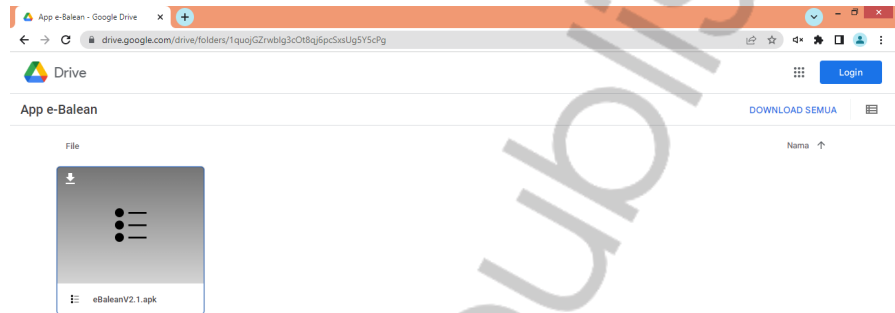 App e-Balean - Google Drive
drive.google.com/drive/folders/1quojGZrwblg3cOt8qj6pcSxsUg5Y5cPg
Drive
Login
App e-Balean
DOWNLOAD SEMUA
File
Nama
eBaleanV2.1.apk